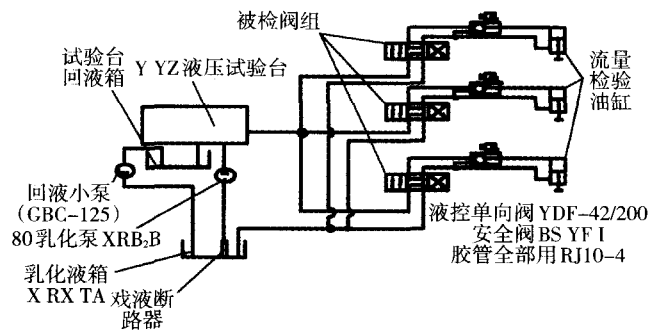 被检阀组
试验台
回液箱
Y YZ液压试验台
流量
检验
油缸
回液小泵
(GBC-125)
80乳化泵XRB2B
乳化液箱
X RX TA
戏液断
路器
液控单向阀YDF-42/200
安全阀BS YF I
胶管全部用RJ10-4